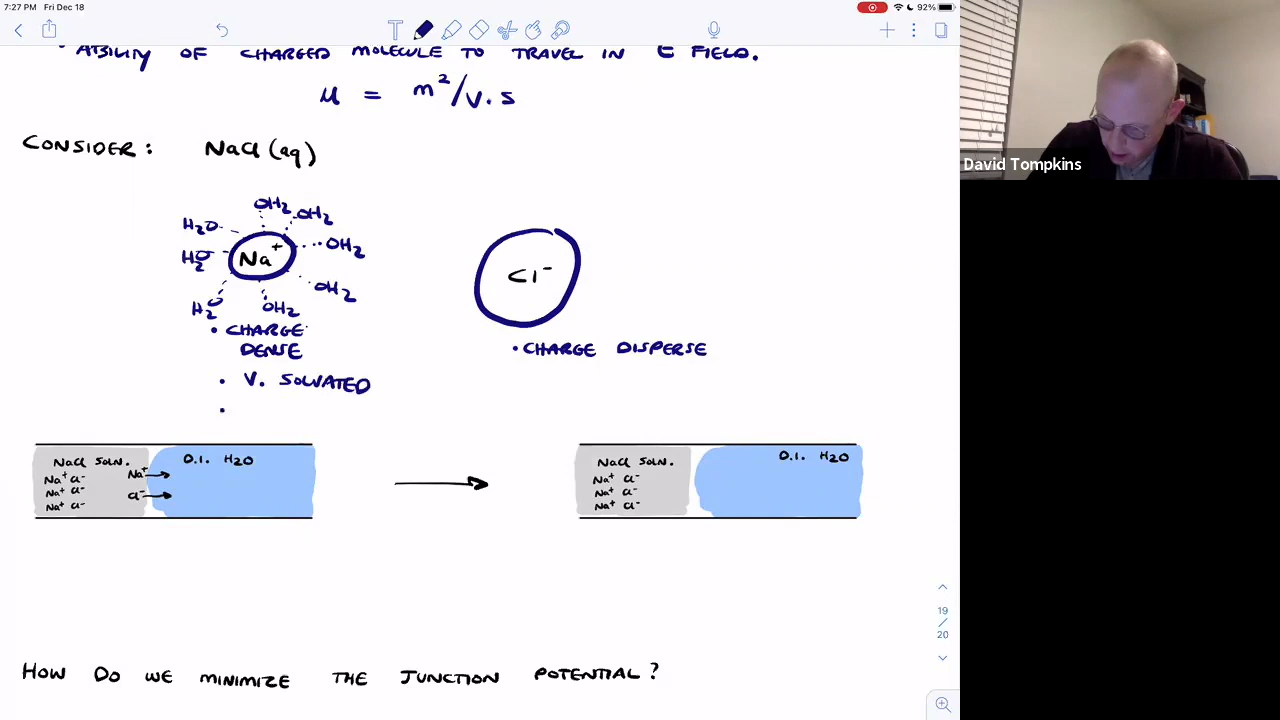 7:27 PM Fri Dec 18
92%
• ABILITY OF CHARGED MOLECULE TO TRAVEL IN E FIELD.
μ = m²/V.s
CONSIDER: NaCl (aq)
OH2
OH2
H2O
OH2
Na+
H2O
OH2
H2O
OH2
Cl-
• CHARGE
DENSE
• CHARGE DISPERSE
• V. SOLVATED
•
NaCl SOLN.
D.I. H2O
Na+
Na+ Cl-
Na+ Cl-
Cl-
Na+ Cl-
NaCl SOLN.
D.I. H2O
Na+ Cl-
Na+ Cl-
Na+ Cl-
HOW DO WE MINIMIZE THE JUNCTION POTENTIAL?
19
/
20
David Tompkins